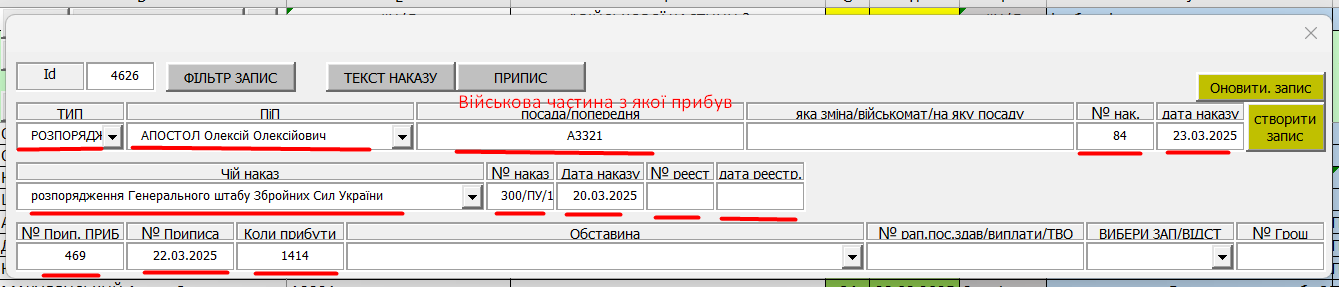 Id 4626 ФІЛЬТР ЗАПИС ТЕКСТ НАКАЗУ ПРИПИС
Оновити. запис
Військова частина з якої прибув
ТИП ПіП посада/попередня яка зміна/військомат/на яку посаду № нак. дата наказу
РОЗПОРЯДЖ АПОСТОЛ Олексій Олексійович А3321 84 23.03.2025
створити запис
Чій наказ № наказ Дата наказу № реест дата реестр.
розпорядження Генерального штабу Збройних Сил України 300/ПУ/1 20.03.2025
№ Прип. ПРИБ № Приписа Коли прибути Обставина № рап.пос.здав/виплати/ТВО ВИБЕРИ ЗАП/ВІДСТ № Грош
469 22.03.2025 1414